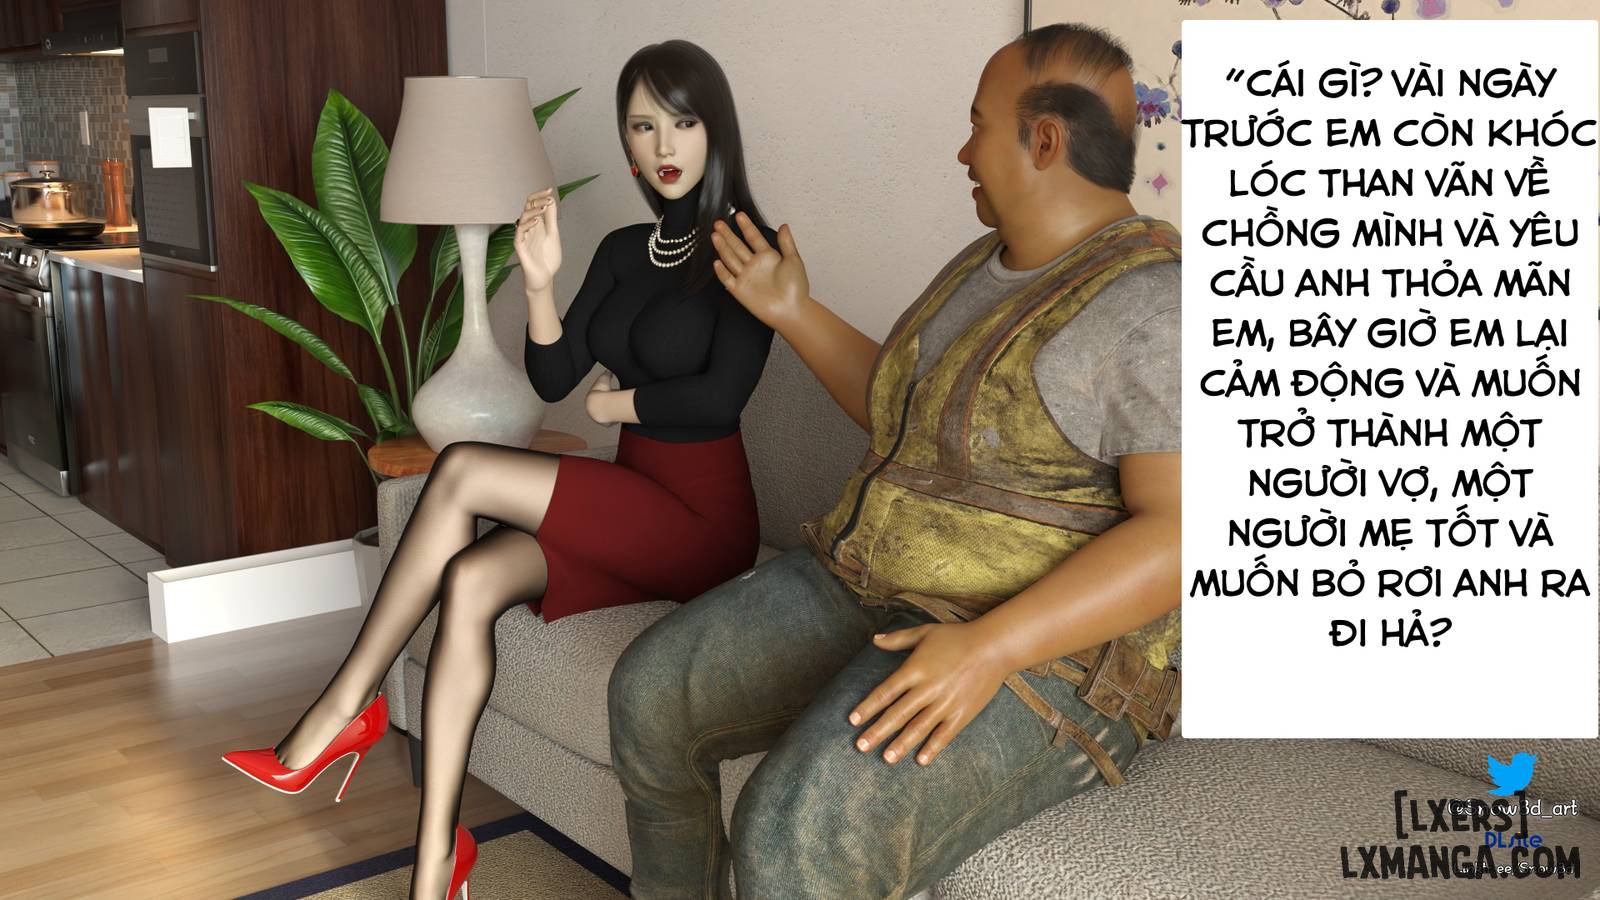 “CÁI GÌ? VÀI NGÀY
TRƯỚC EM CÒN KHÓC
LÓC THAN VÃN VỀ
CHỒNG MÌNH VÀ YÊU
CẦU ANH THỎA MÃN
EM, BÂY GIỜ EM LẠI
CẢM ĐỘNG VÀ MUỐN
TRỞ THÀNH MỘT
NGƯỜI VỢ, MỘT
NGƯỜI MẸ TỐT VÀ
MUỐN BỎ RƠI ANH RA
ĐI HẢ?
@Snow3d_art
[LXERS]
DLsite
LXMANGA.COM